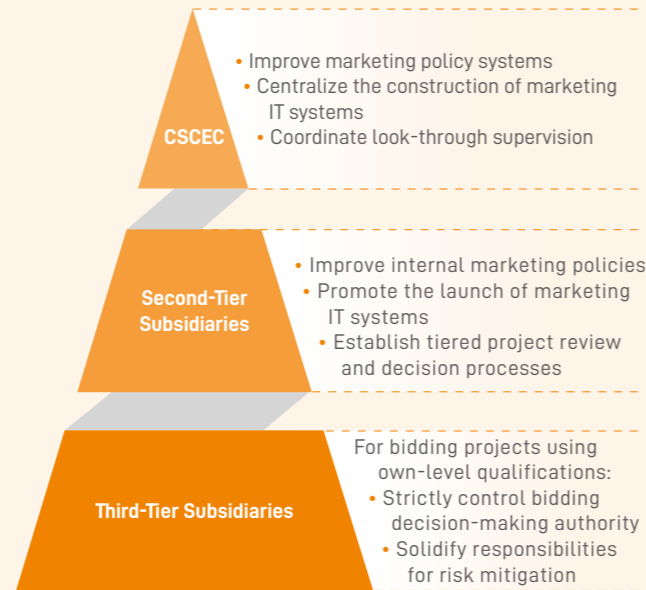 CSCEC
• Improve marketing policy systems
• Centralize the construction of marketing
IT systems
• Coordinate look-through supervision
Second-Tier
Subsidiaries
• Improve internal marketing policies
• Promote the launch of marketing
IT systems
• Establish tiered project review
and decision processes
Third-Tier Subsidiaries
For bidding projects using
own-level qualifications:
• Strictly control bidding
decision-making authority
• Solidify responsibilities
for risk mitigation